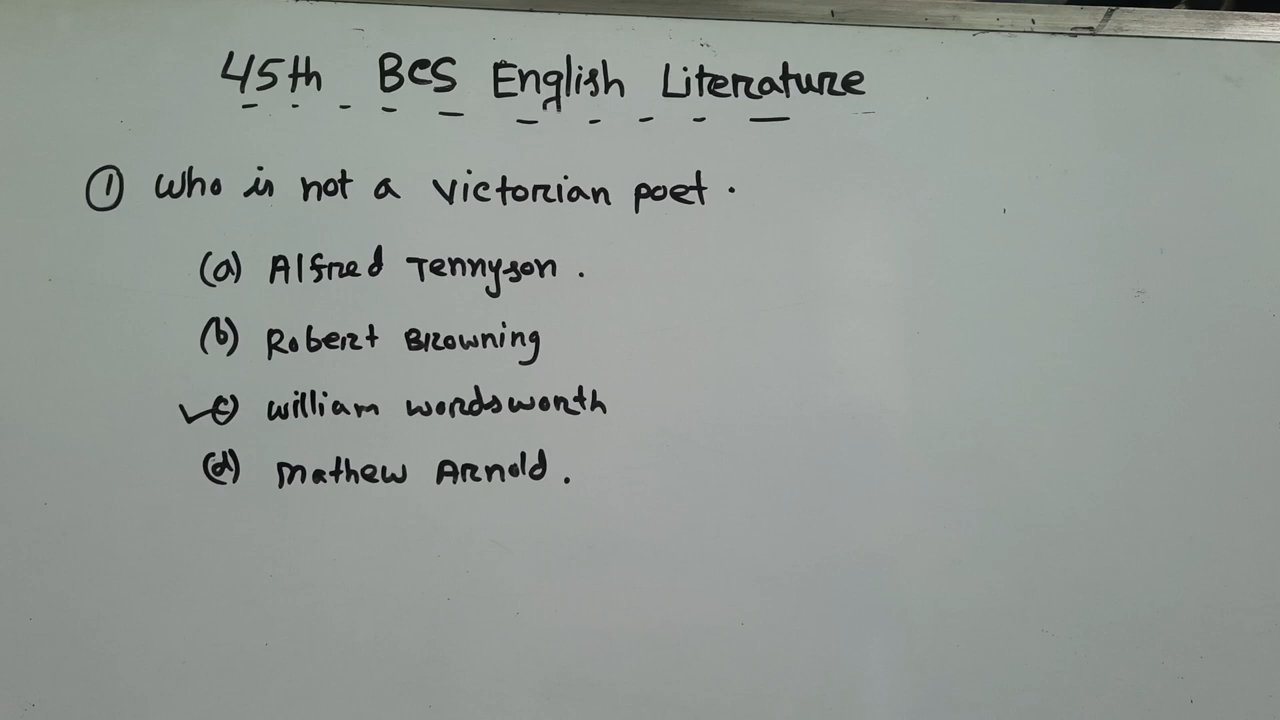 45th BCS English Literature
① Who is not a Victorian poet.
(a) Alfred Tennyson.
(b) Robert Browning
✓(c) William Wordsworth
(d) Mathew Arnold.